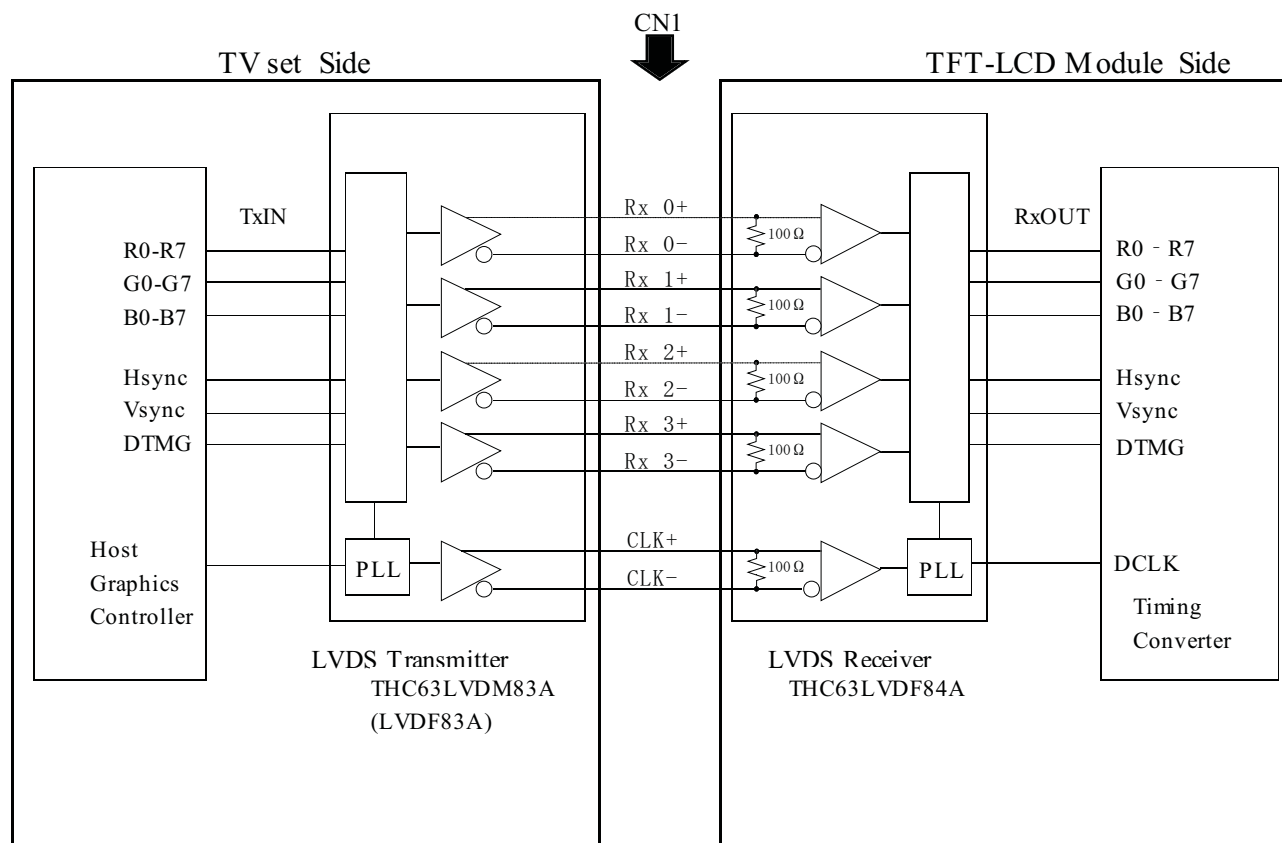 CN1
TV set Side
TFT-LCD Module Side
TxIN
R0-R7
G0-G7
B0-B7
Hsync
Vsync
DTMG
Host
Graphics
Controller
PLL
LVDS Transmitter
THC63LVDM83A
(LVDF83A)
Rx 0+
Rx 0-
Rx 1+
Rx 1-
Rx 2+
Rx 2-
Rx 3+
Rx 3-
CLK+
CLK-
100Ω
100Ω
100Ω
100Ω
100Ω
PLL
LVDS Receiver
THC63LVDF84A
RxOUT
R0 - R7
G0 - G7
B0 - B7
Hsync
Vsync
DTMG
DCLK
Timing
Converter